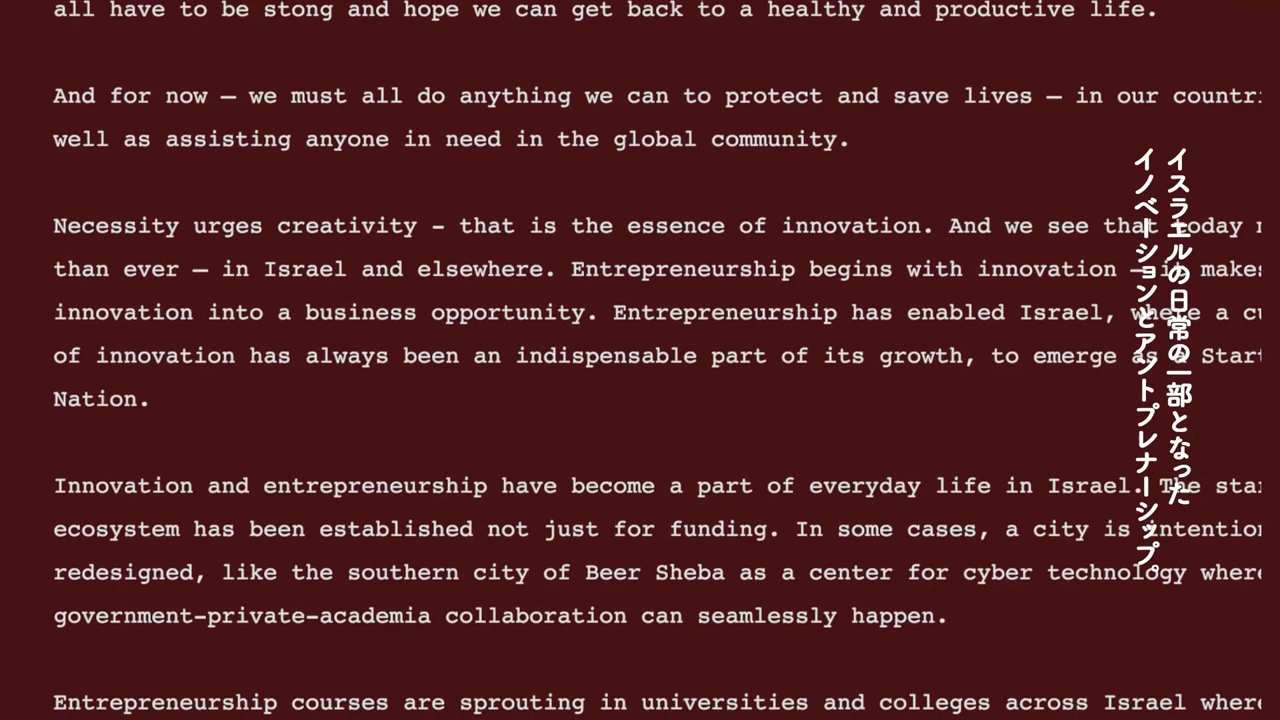 all have to be stong and hope we can get back to a healthy and productive life.
And for now — we must all do anything we can to protect and save lives — in our
well as assisting anyone in need in the global community.
Necessity urges creativity - that is the essence of innovation. And we see that today
than ever — in Israel and elsewhere. Entrepreneurship begins with innovation — it
innovation into a business opportunity. Entrepreneurship has enabled Israel, where a
of innovation has always been an indispensable part of its growth, to emerge as a
Nation.
Innovation and entrepreneurship have become a part of everyday life in Israel. The
ecosystem has been established not just for funding. In some cases, a city is
redesigned, like the southern city of Beer Sheba as a center for cyber technology
government-private-academia collaboration can seamlessly happen.
Entrepreneurship courses are sprouting in universities and colleges across Israel
イスラエルの日常の一部となった
イノベーションとアントプレナーシップ。